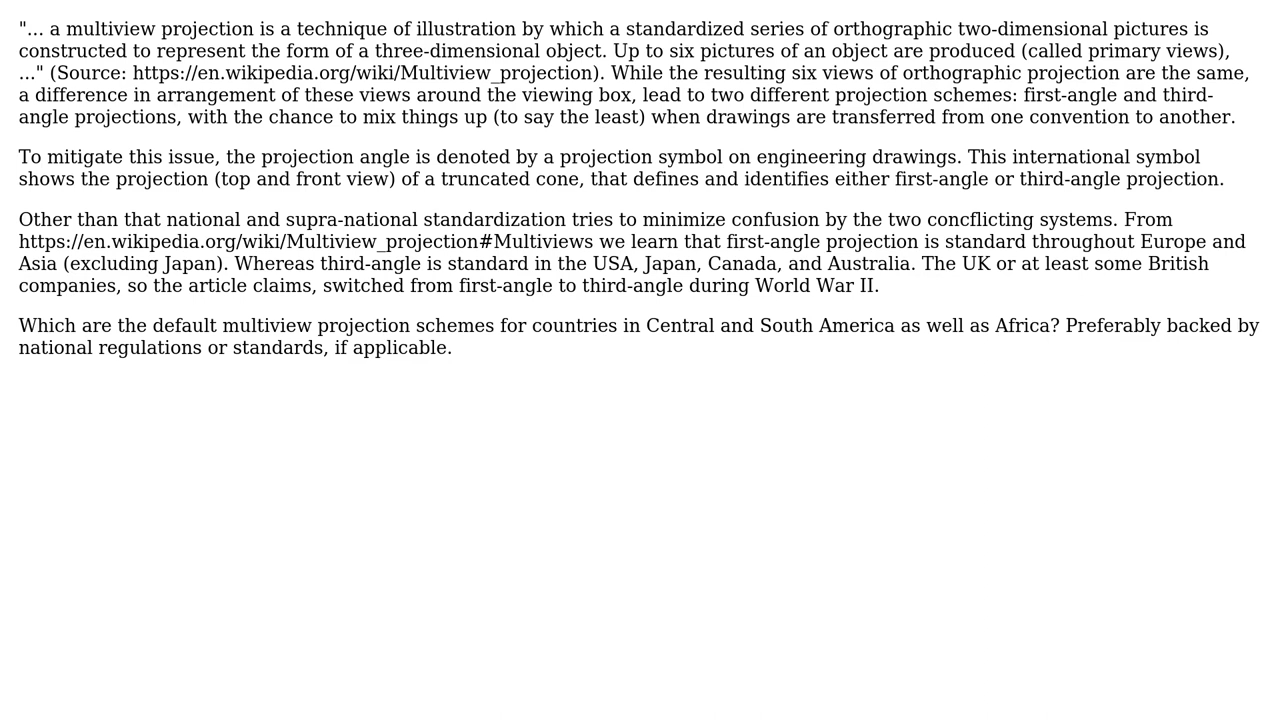 "... a multiview projection is a technique of illustration by which a standardized series of orthographic two-dimensional pictures is
constructed to represent the form of a three-dimensional object. Up to six pictures of an object are produced (called primary views),
..." (Source: https://en.wikipedia.org/wiki/Multiview_projection). While the resulting six views of orthographic projection are the same,
a difference in arrangement of these views around the viewing box, lead to two different projection schemes: first-angle and third-
angle projections, with the chance to mix things up (to say the least) when drawings are transferred from one convention to another.
To mitigate this issue, the projection angle is denoted by a projection symbol on engineering drawings. This international symbol
shows the projection (top and front view) of a truncated cone, that defines and identifies either first-angle or third-angle projection.
Other than that national and supra-national standardization tries to minimize confusion by the two concflicting systems. From
https://en.wikipedia.org/wiki/Multiview_projection#Multiviews we learn that first-angle projection is standard throughout Europe and
Asia (excluding Japan). Whereas third-angle is standard in the USA, Japan, Canada, and Australia. The UK or at least some British
companies, so the article claims, switched from first-angle to third-angle during World War II.
Which are the default multiview projection schemes for countries in Central and South America as well as Africa? Preferably backed by
national regulations or standards, if applicable.